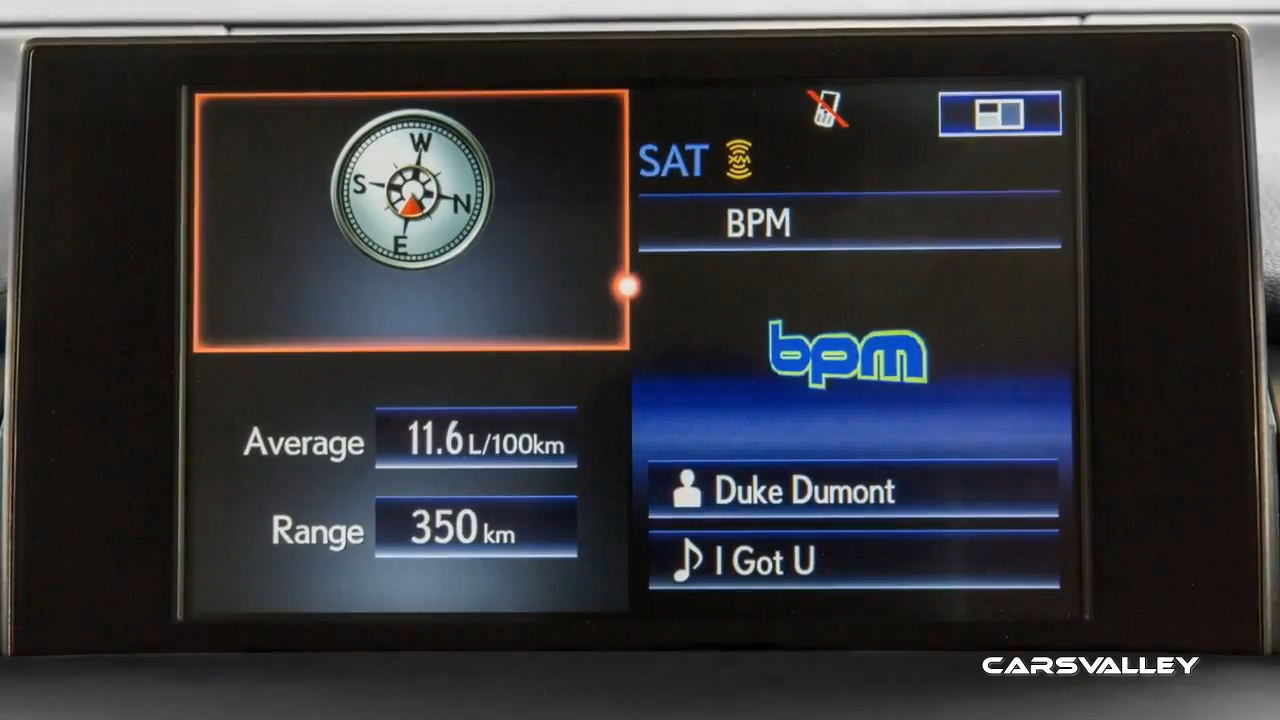 W
S
N
E
Average 11.6 L/100km
Range 350 km
SAT XM
BPM
bpm
Duke Dumont
I Got U
CARSVALLEY